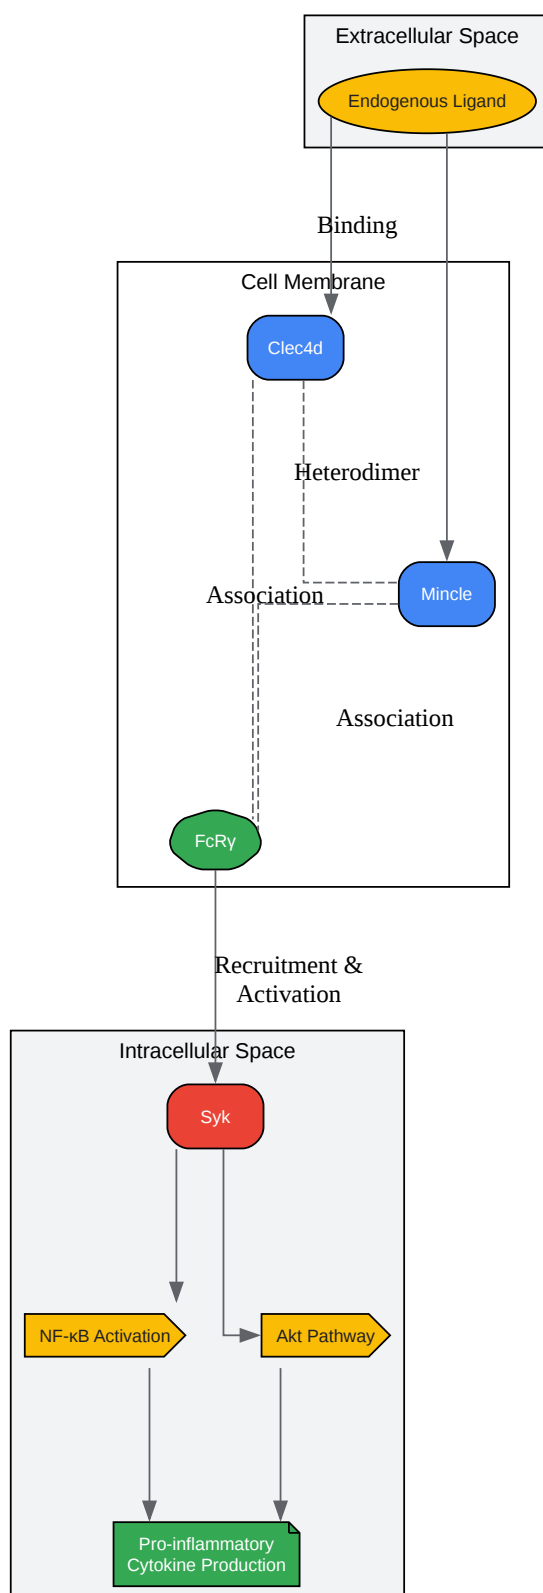 Extracellular Space
Endogenous Ligand
Binding
Cell Membrane
Clec4d
Heterodimer
Association
Mincle
Association
FcRγ
Recruitment &
Activation
Intracellular Space
Syk
NF-κB Activation
Akt Pathway
Pro-inflammatory
Cytokine Production